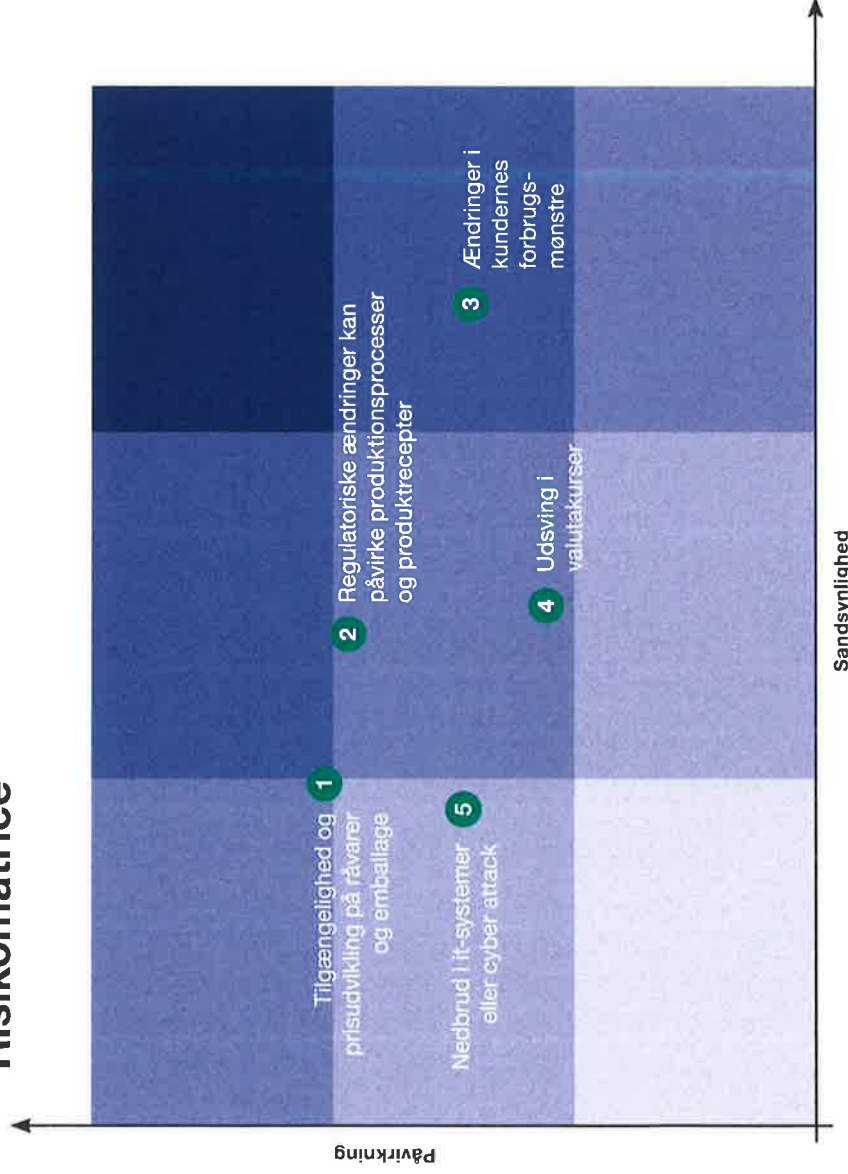 Risikomatrice
Påvirkning
1
Tilgængelighed og
prisudvikling på råvarer
og emballage
2
Regulatoriske ændringer kan
påvirke produktionsprocesser
og produktrecepter
3
Ændringer i
kundernes
forbrugs-
mønstre
4
Udsving i
valutakurser
5
Nedbrud i it-systemer
eller cyber attack
Sandsynlighed